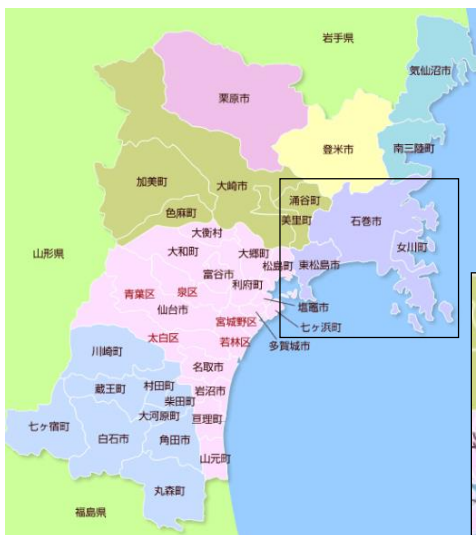 岩手県
気仙沼市
栗原市
登米市
南三陸町
加美町
大崎市
涌谷町
色麻町
美里町
石巻市
大衡村
女川町
大和町
大郷町
松島町
東松島市
山形県
富谷市
利府町
青葉区
泉区
塩竈市
仙台市
宮城野区
七ヶ浜町
太白区
若林区
多賀城市
川崎町
名取市
蔵王町
村田町
岩沼市
柴田町
七ヶ宿町
大河原町
亘理町
白石市
角田市
山元町
丸森町
福島県